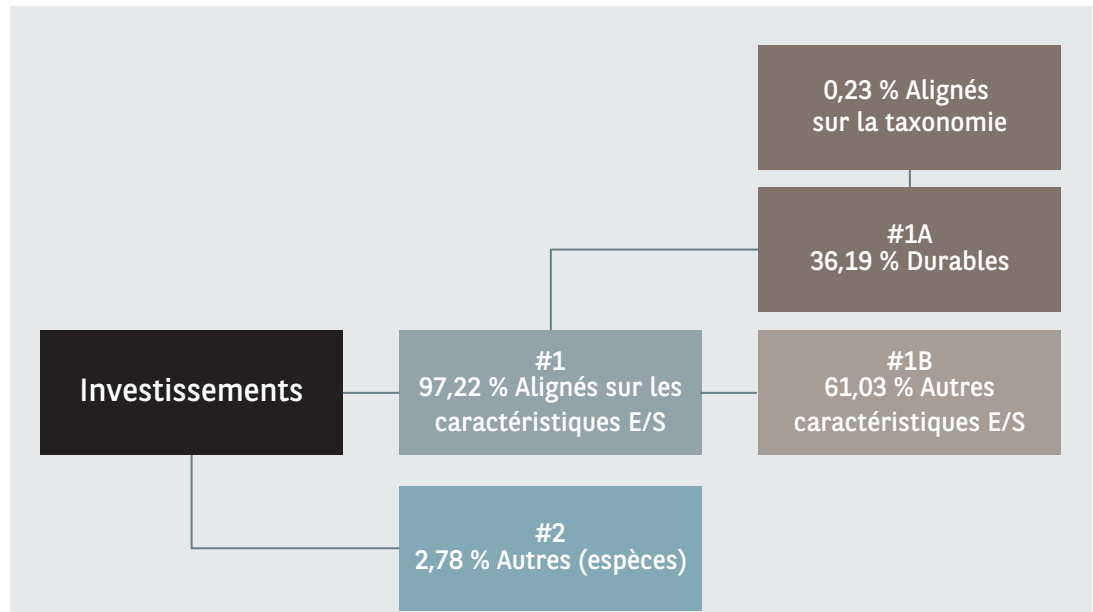 0,23 % Alignés
sur la taxonomie
#1A
36,19 % Durables
Investissements
#1
97,22 % Alignés sur les
caractéristiques E/S
#1B
61,03 % Autres
caractéristiques E/S
#2
2,78 % Autres (espèces)